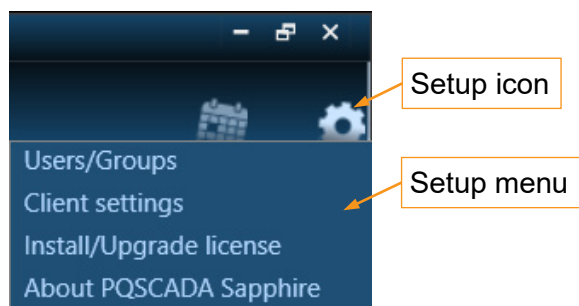 Setup icon
Users/Groups
Setup menu
Client settings
Install/Upgrade license
About PQSCADA Sapphire